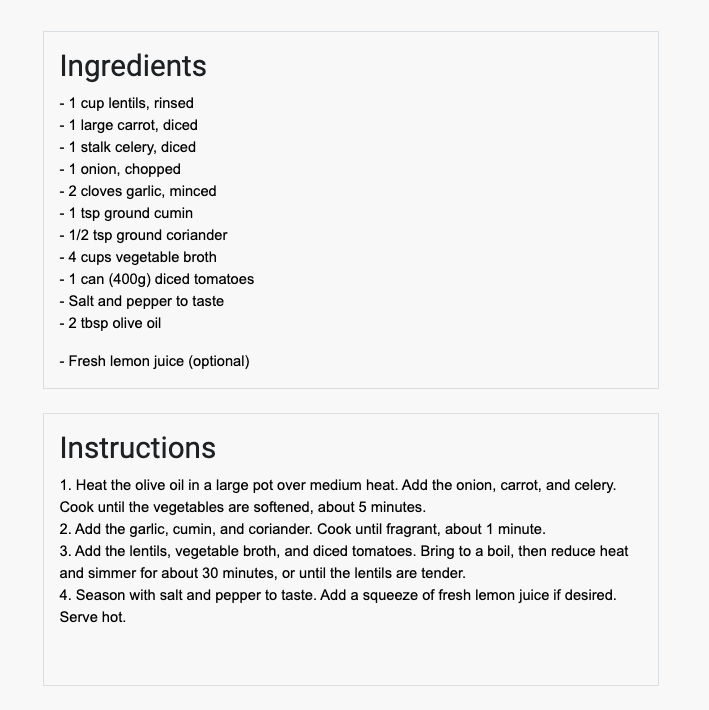 Ingredients
- 1 cup lentils, rinsed
- 1 large carrot, diced
- 1 stalk celery, diced
- 1 onion, chopped
- 2 cloves garlic, minced
- 1 tsp ground cumin
- 1/2 tsp ground coriander
- 4 cups vegetable broth
- 1 can (400g) diced tomatoes
- Salt and pepper to taste
- 2 tbsp olive oil
- Fresh lemon juice (optional)
Instructions
1. Heat the olive oil in a large pot over medium heat. Add the onion, carrot, and celery.
Cook until the vegetables are softened, about 5 minutes.
2. Add the garlic, cumin, and coriander. Cook until fragrant, about 1 minute.
3. Add the lentils, vegetable broth, and diced tomatoes. Bring to a boil, then reduce heat
and simmer for about 30 minutes, or until the lentils are tender.
4. Season with salt and pepper to taste. Add a squeeze of fresh lemon juice if desired.
Serve hot.